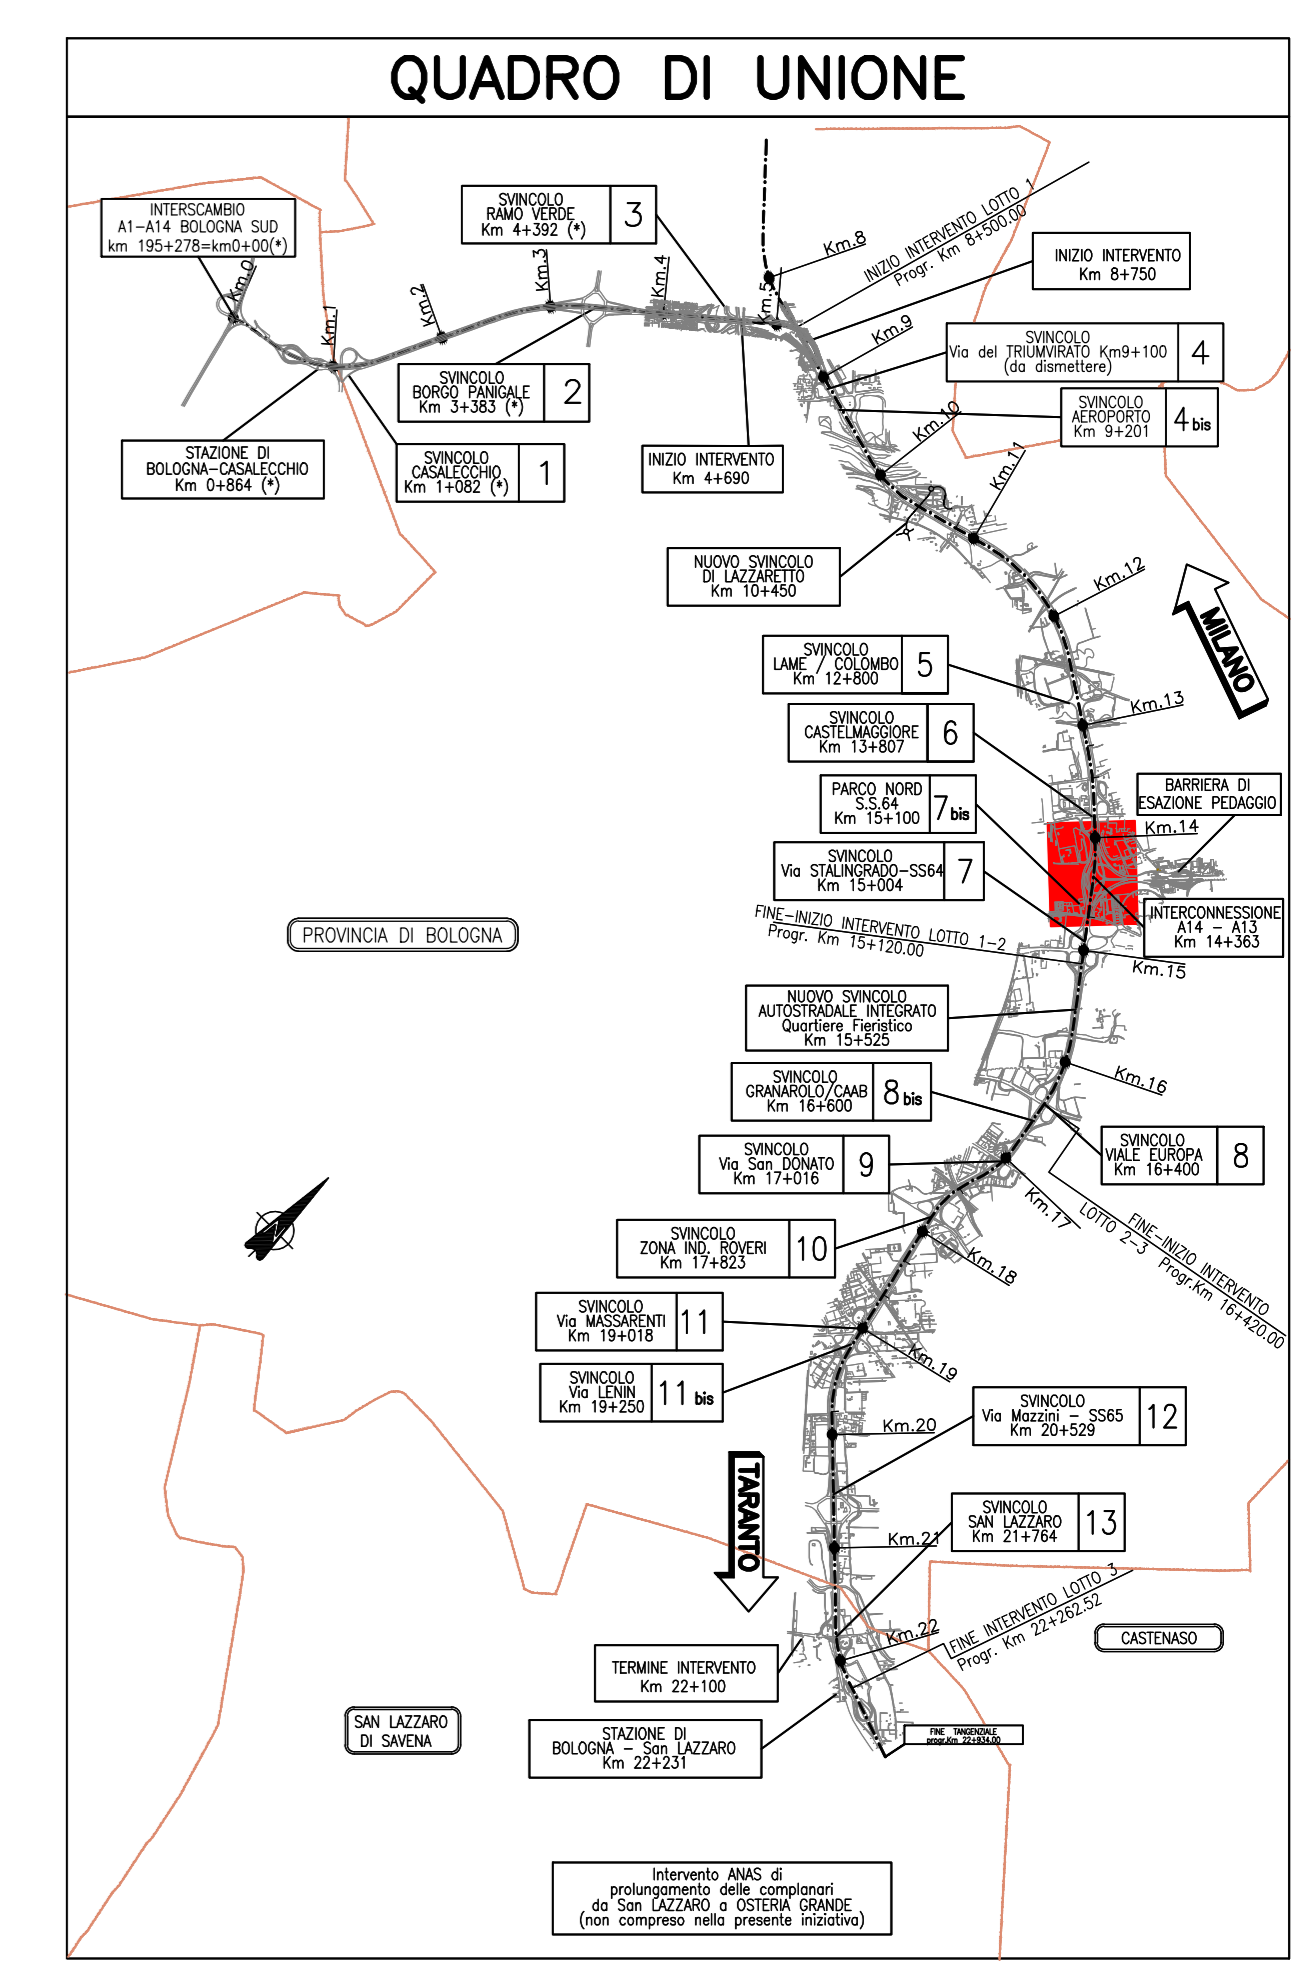 QUADRO DI UNIONE
INTERSCAMBIO
A1-A14 BOLOGNA SUD
km 195+278=km0+00(*)
SVINCOLO
RAMO VERDE
Km 4+392 (*)
3
Km.0
Km.1
Km.2
Km.3
Km.4
Km.5
Km.8
INIZIO INTERVENTO LOTTO 1
Progr. Km 8+500.00
INIZIO INTERVENTO
Km 8+750
Km.9
SVINCOLO
Via del TRIUMVIRATO Km9+100
(da dismettere)
4
SVINCOLO
AEROPORTO
Km 9+201
4 bis
SVINCOLO
BORGO PANIGALE
Km 3+383 (*)
2
STAZIONE DI
BOLOGNA-CASALECCHIO
Km 0+864 (*)
SVINCOLO
CASALECCHIO
Km 1+082 (*)
1
INIZIO INTERVENTO
Km 4+690
Km.10
Km.11
NUOVO SVINCOLO
DI LAZZARETTO
Km 10+450
Km.12
MILANO
SVINCOLO
LAME / COLOMBO
Km 12+800
5
Km.13
SVINCOLO
CASTELMAGGIORE
Km 13+807
6
PARCO NORD
S.S.64
Km 15+100
7 bis
BARRIERA DI
ESAZIONE PEDAGGIO
Km.14
SVINCOLO
Via STALINGRADO-SS64
Km 15+004
7
INTERCONNESSIONE
A14 - A13
Km 14+363
FINE-INIZIO INTERVENTO LOTTO 1-2
Progr. Km 15+120.00
Km.15
PROVINCIA DI BOLOGNA
NUOVO SVINCOLO
AUTOSTRADALE INTEGRATO
Quartiere Fieristico
Km 15+525
Km.16
SVINCOLO
GRANAROLO/CAAB
Km 16+600
8 bis
SVINCOLO
VIALE EUROPA
Km 16+400
8
SVINCOLO
Via San DONATO
Km 17+016
9
Km.17
FINE-INIZIO INTERVENTO
LOTTO 2-3 Progr.Km 16+420.00
N
SVINCOLO
ZONA IND. ROVERI
Km 17+823
10
Km.18
SVINCOLO
Via MASSARENTI
Km 19+018
11
Km.19
SVINCOLO
Via LENIN
Km 19+250
11 bis
SVINCOLO
Via Mazzini - SS65
Km 20+529
12
Km.20
TARANTO
SVINCOLO
SAN LAZZARO
Km 21+764
13
Km.21
FINE INTERVENTO LOTTO 3
Progr. Km 22+262.52
Km.22
CASTENASO
TERMINE INTERVENTO
Km 22+100
SAN LAZZARO
DI SAVENA
STAZIONE DI
BOLOGNA - San LAZZARO
Km 22+231
FINE TANGENZIALE
progr.Km 22+934.00
Intervento ANAS di
prolungamento delle complanari
da San LAZZARO a OSTERIA GRANDE
(non compreso nella presente iniziativa)